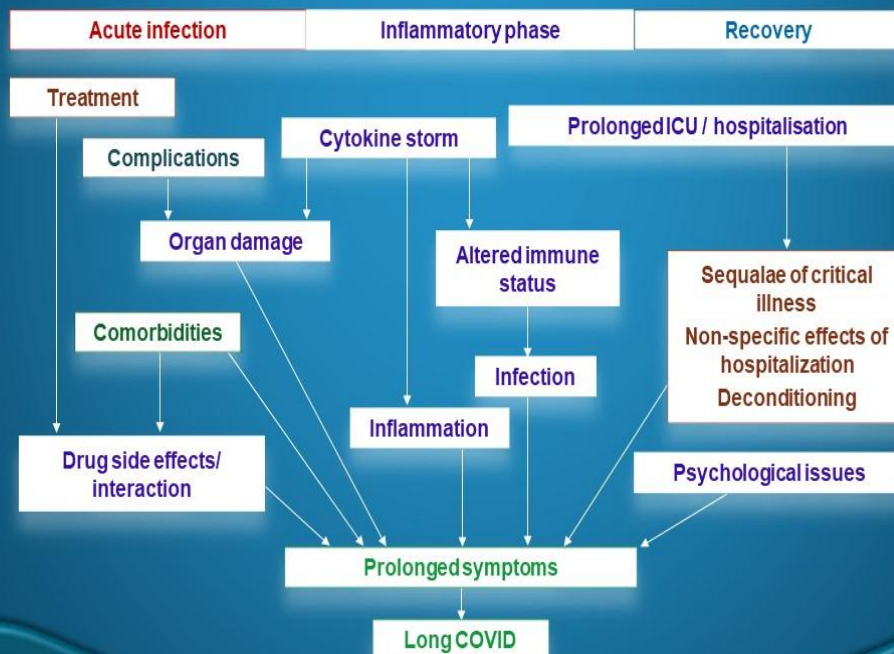 Acute infection
Inflammatory phase
Recovery
Treatment
Prolonged ICU / hospitalisation
Cytokine storm
Complications
Organ damage
Altered immune
status
Sequalae of critical
illness
Non-specific effects of
hospitalization
Deconditioning
Comorbidities
Infection
Inflammation
Drug side effects/
interaction
Psychological issues
Prolonged symptoms
Long COVID